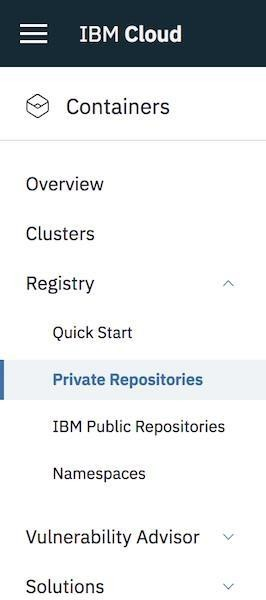 IBM Cloud
Containers
Overview
Clusters
Registry
Quick Start
Private Repositories
IBM Public Repositories
Namespaces
Vulnerability Advisor
Solutions